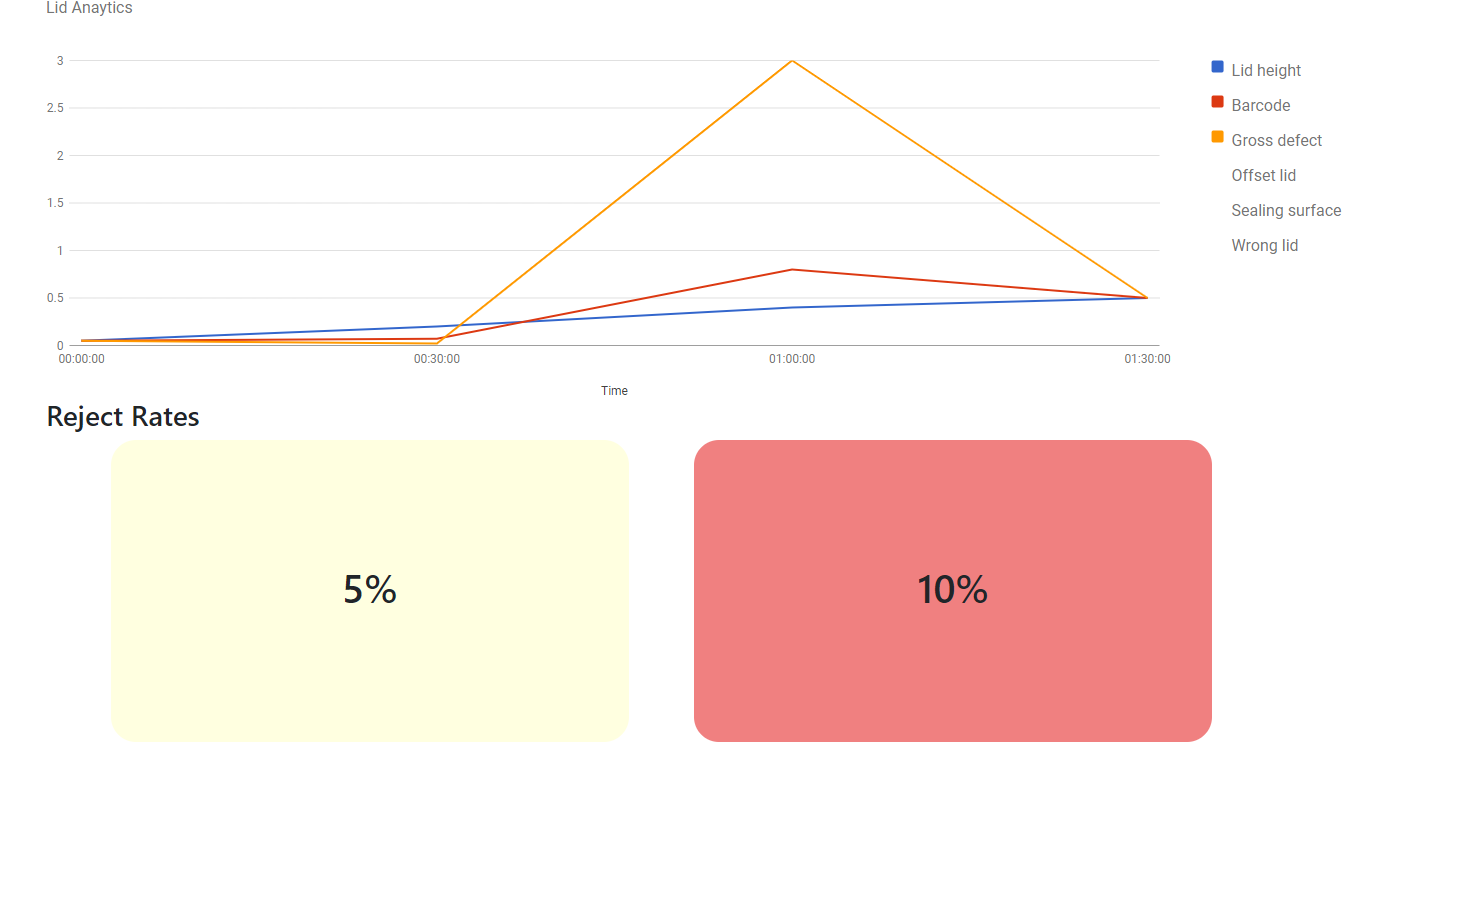 Lid Anaytics
3
2.5
2
1.5
1
0.5
0
00:00:00 00:30:00 01:00:00 01:30:00
Time
Lid height
Barcode
Gross defect
Offset lid
Sealing surface
Wrong lid
Reject Rates
5% 10%